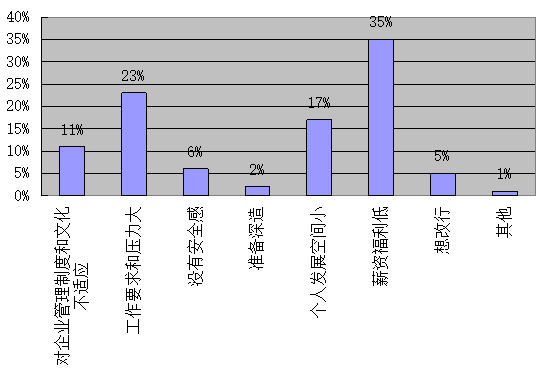 40%
35%
30%
25%
20%
15%
10%
5%
0%
11%
23%
6%
2%
17%
35%
5%
1%
对企业管理制度和文化
不适应
工作要求和压力大
没有安全感
准备深造
个人发展空间小
薪资福利低
想改行
其他